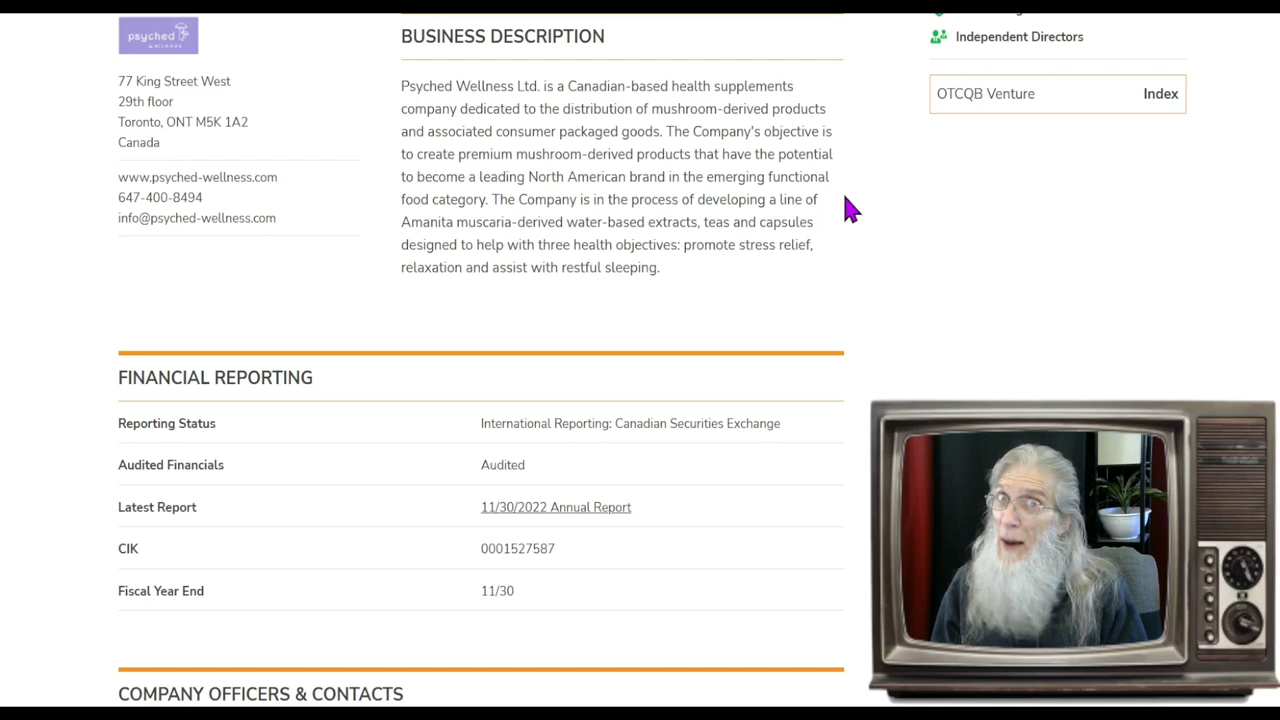 psyched
wellness
77 King Street West
29th floor
Toronto, ONT M5K 1A2
Canada
www.psyched-wellness.com
647-400-8494
info@psyched-wellness.com
BUSINESS DESCRIPTION
Psyched Wellness Ltd. is a Canadian-based health supplements
company dedicated to the distribution of mushroom-derived products
and associated consumer packaged goods. The Company's objective is
to create premium mushroom-derived products that have the potential
to become a leading North American brand in the emerging functional
food category. The Company is in the process of developing a line of
Amanita muscaria-derived water-based extracts, teas and capsules
designed to help with three health objectives: promote stress relief,
relaxation and assist with restful sleeping.
Independent Directors
OTCQB Venture Index
FINANCIAL REPORTING
Reporting Status International Reporting: Canadian Securities Exchange
Audited Financials Audited
Latest Report 11/30/2022 Annual Report
CIK 0001527587
Fiscal Year End 11/30
COMPANY OFFICERS & CONTACTS